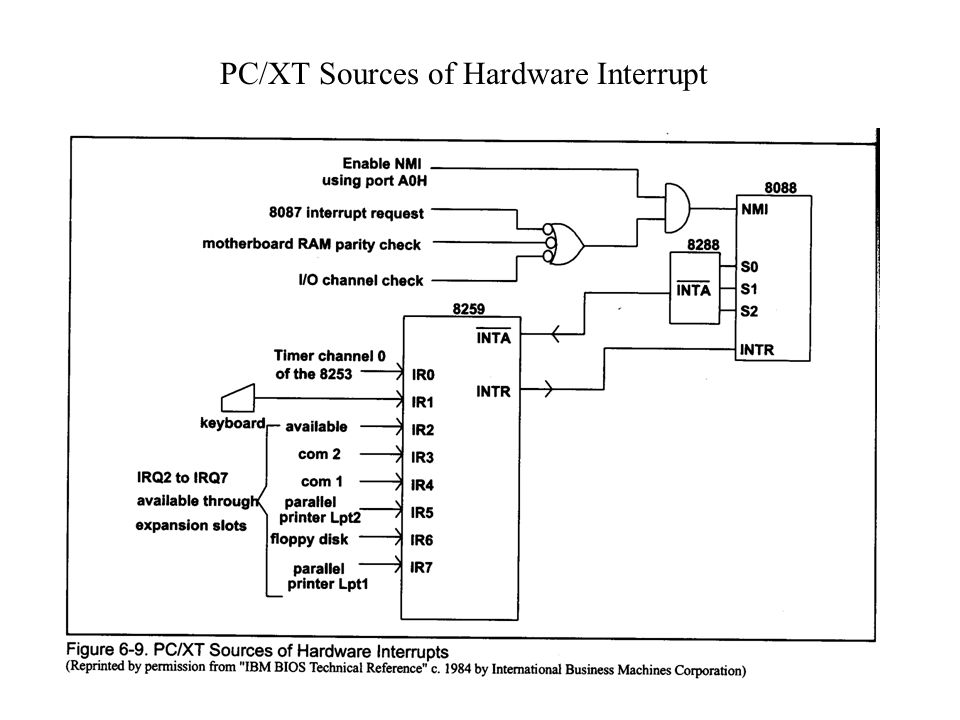 PC/XT Sources of Hardware Interrupt
Enable NMI
using port A0H
8087 interrupt request
motherboard RAM parity check
I/O channel check
8088
NMI
8288
INTA
S0
S1
S2
INTR
8259
INTA
INTR
Timer channel 0
of the 8253
IR0
keyboard
IR1
available
IR2
com 2
IR3
com 1
IR4
parallel
printer Lpt2
IR5
floppy disk
IR6
parallel
printer Lpt1
IR7
IRQ2 to IRQ7
available through
expansion slots
Figure 6-9. PC/XT Sources of Hardware Interrupts
(Reprinted by permission from "IBM BIOS Technical Reference" c. 1984 by International Business Machines Corporation)